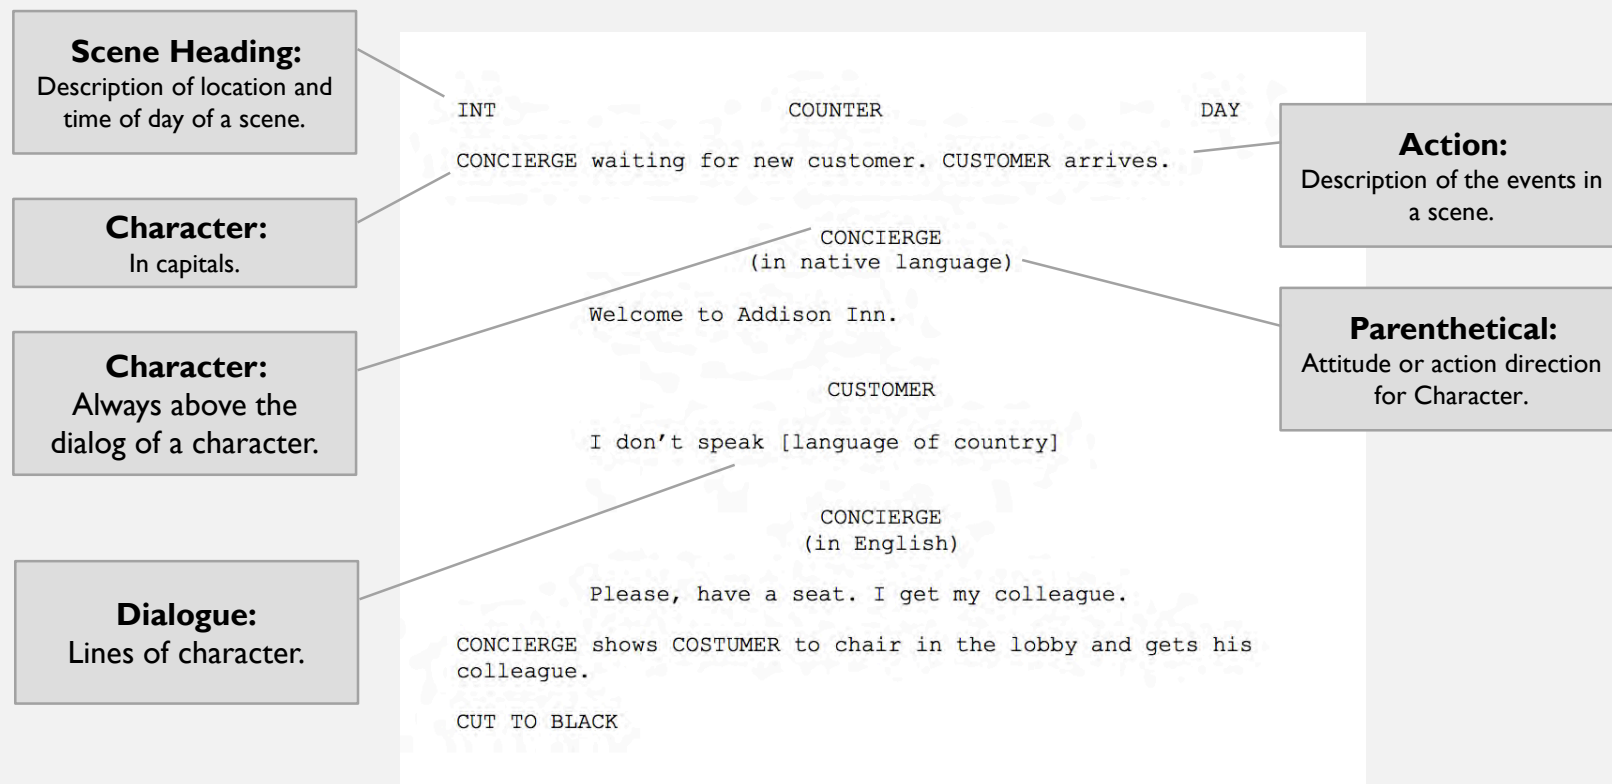 Scene Heading:
Description of location and
time of day of a scene.
Character:
In capitals.
Character:
Always above the
dialog of a character.
Dialogue:
Lines of character.
INT COUNTER DAY
CONCIERGE waiting for new customer. CUSTOMER arrives.
CONCIERGE
(in native language)
Welcome to Addison Inn.
CUSTOMER
I don't speak [language of country]
CONCIERGE
(in English)
Please, have a seat. I get my colleague.
CONCIERGE shows COSTUMER to chair in the lobby and gets his
colleague.
CUT TO BLACK
Action:
Description of the events in
a scene.
Parenthetical:
Attitude or action direction
for Character.